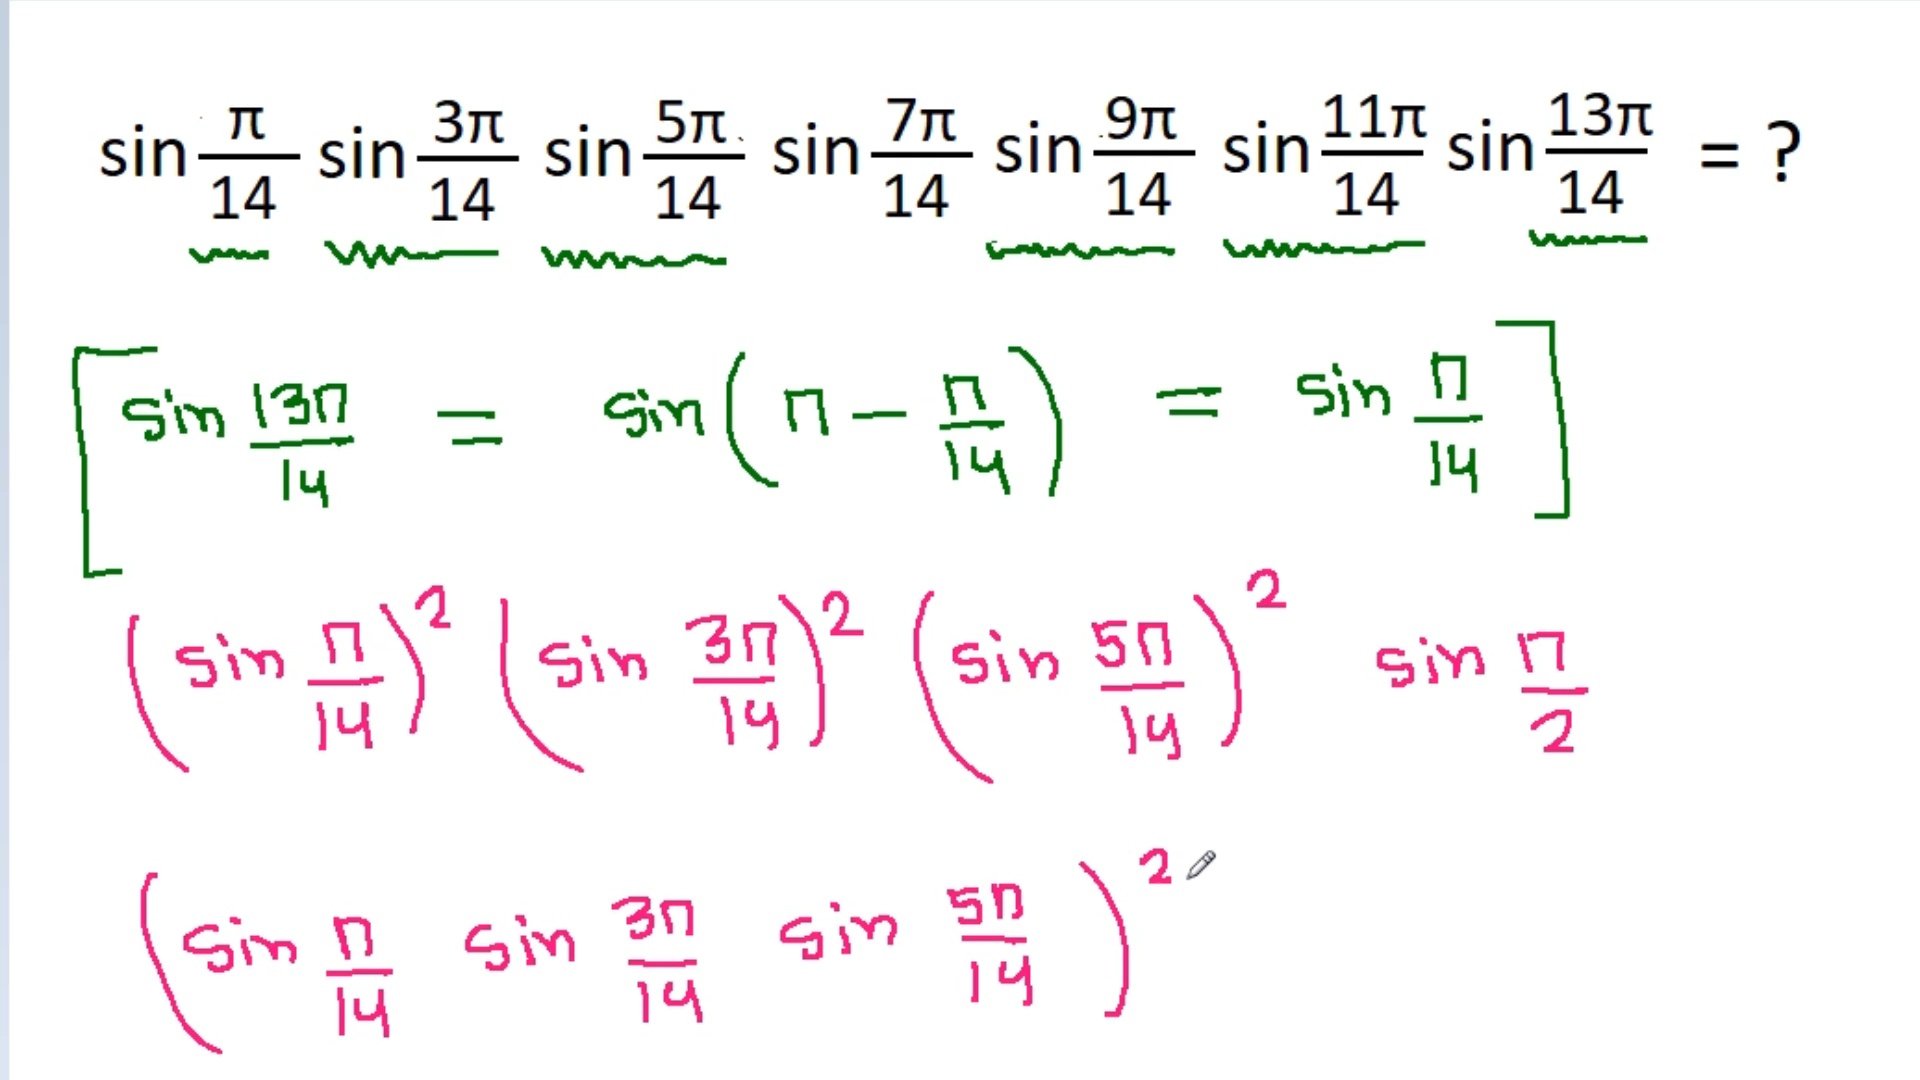 sin π/14 sin 3π/14 sin 5π/14 sin 7π/14 sin 9π/14 sin 11π/14 sin 13π/14 = ?
[ sin 13π/14 = sin ( π − π/14 ) = sin π/14 ]
( sin π/14 )² ( sin 3π/14 )² ( sin 5π/14 )² sin π/2
( sin π/14 sin 3π/14 sin 5π/14 )²